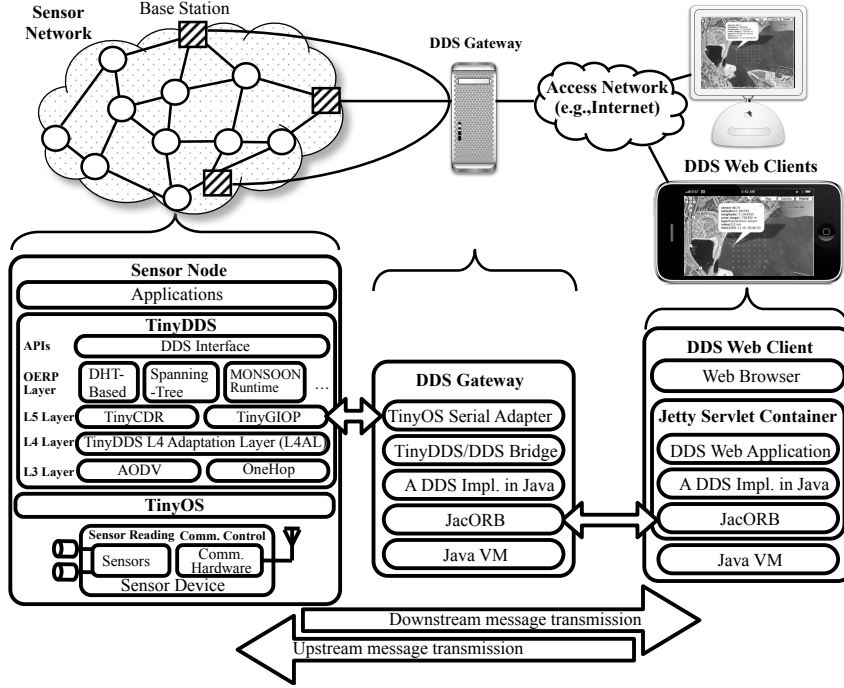 Sensor
Network
Base Station
DDS Gateway
Access Network
(e.g.,Internet)
DDS Web Clients
Sensor Node
Applications
TinyDDS
APIs
DDS Interface
OERP
Layer
DHT-
Based
Spanning
-Tree
MONSOON
Runtime
...
L5 Layer
TinyCDR
TinyGIOP
L4 Layer
TinyDDS L4 Adaptation Layer (L4AL)
L3 Layer
AODV
OneHop
TinyOS
Sensor Reading
Comm. Control
Sensors
Comm.
Hardware
Sensor Device
DDS Gateway
TinyOS Serial Adapter
TinyDDS/DDS Bridge
A DDS Impl. in Java
JacORB
Java VM
DDS Web Client
Web Browser
Jetty Servlet Container
DDS Web Application
A DDS Impl. in Java
JacORB
Java VM
Downstream message transmission
Upstream message transmission